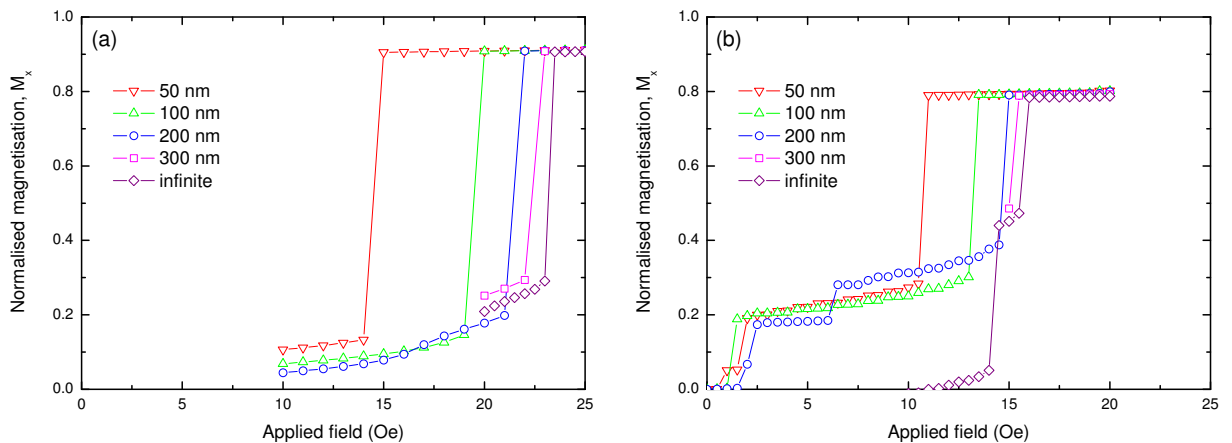 (a)
Normalised magnetisation, Mₓ
1.0
0.8
0.6
0.4
0.2
0.0
50 nm
100 nm
200 nm
300 nm
infinite
0 5 10 15 20 25
Applied field (Oe)
(b)
Normalised magnetisation, Mₓ
1.0
0.8
0.6
0.4
0.2
0.0
50 nm
100 nm
200 nm
300 nm
infinite
0 5 10 15 20 25
Applied field (Oe)